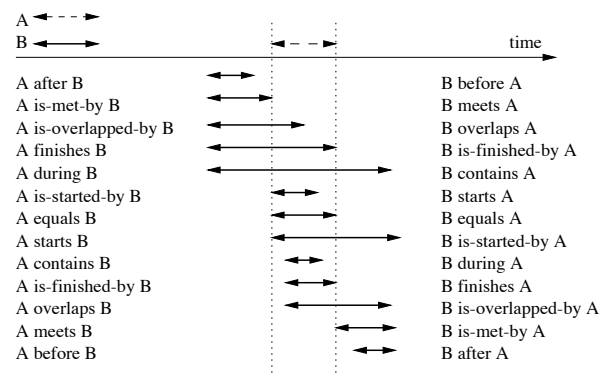 A
B
time
A after B B before A
A is-met-by B B meets A
A is-overlapped-by B B overlaps A
A finishes B B is-finished-by A
A during B B contains A
A is-started-by B B starts A
A equals B B equals A
A starts B B is-started-by A
A contains B B during A
A is-finished-by B B finishes A
A overlaps B B is-overlapped-by A
A meets B B is-met-by A
A before B B after A